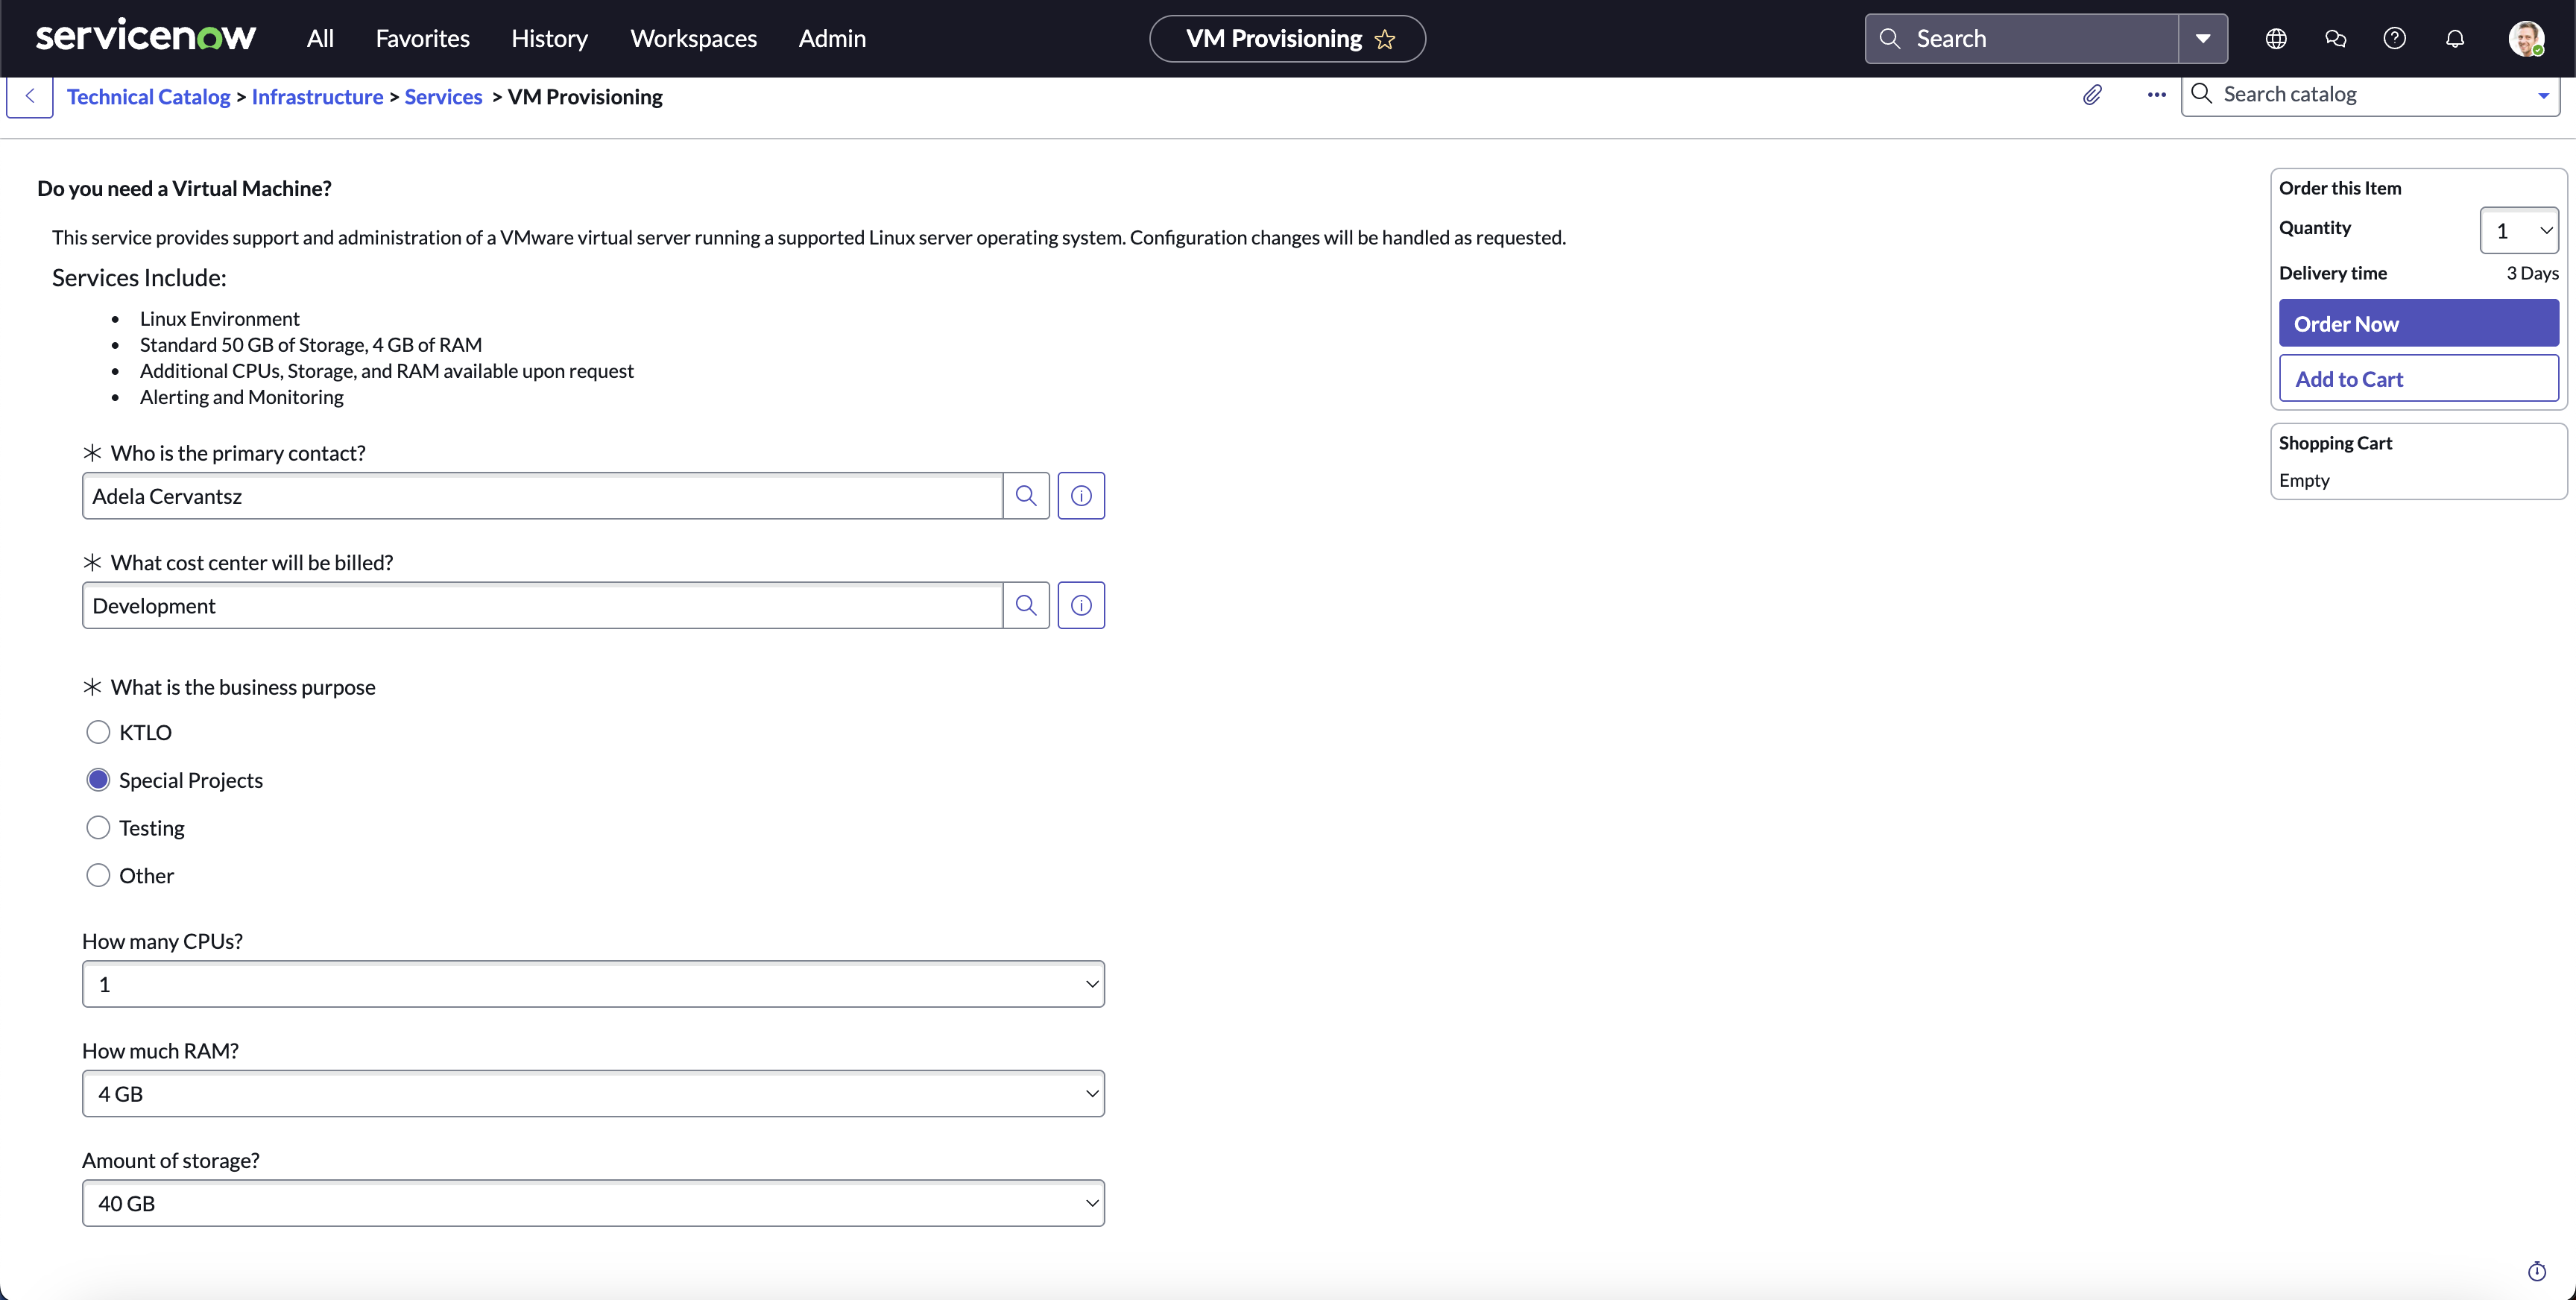 servicenow
All
Favorites
History
Workspaces
Admin
VM Provisioning
Search
Technical Catalog > Infrastructure > Services > VM Provisioning
Search catalog
Do you need a Virtual Machine?
This service provides support and administration of a VMware virtual server running a supported Linux server operating system. Configuration changes will be handled as requested.
Services Include:
• Linux Environment
• Standard 50 GB of Storage, 4 GB of RAM
• Additional CPUs, Storage, and RAM available upon request
• Alerting and Monitoring
Who is the primary contact?
Adela Cervantsz
What cost center will be billed?
Development
What is the business purpose
KTLO
Special Projects
Testing
Other
How many CPUs?
1
How much RAM?
4 GB
Amount of storage?
40 GB
Order this Item
Quantity 1
Delivery time 3 Days
Order Now
Add to Cart
Shopping Cart
Empty